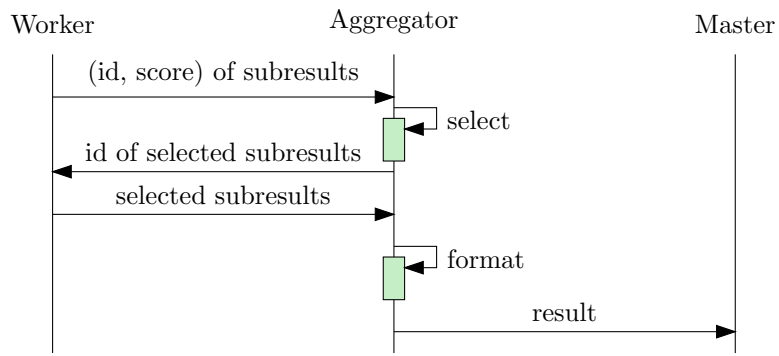 Worker
Aggregator
Master
(id, score) of subresults
select
id of selected subresults
selected subresults
format
result